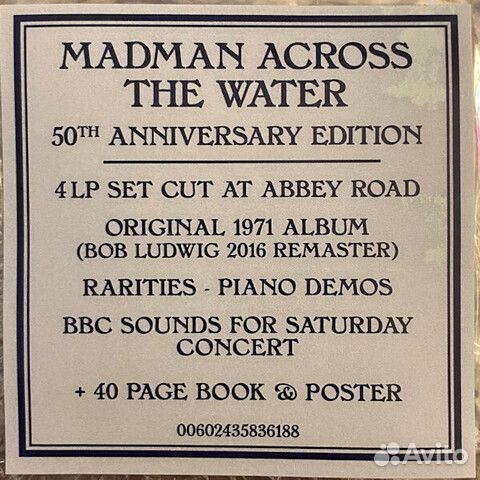 MADMAN ACROSS
THE WATER
50TH ANNIVERSARY EDITION
4 LP SET CUT AT ABBEY ROAD
ORIGINAL 1971 ALBUM
(BOB LUDWIG 2016 REMASTER)
RARITIES - PIANO DEMOS
BBC SOUNDS FOR SATURDAY
CONCERT
+ 40 PAGE BOOK & POSTER
00602435836188
Avito